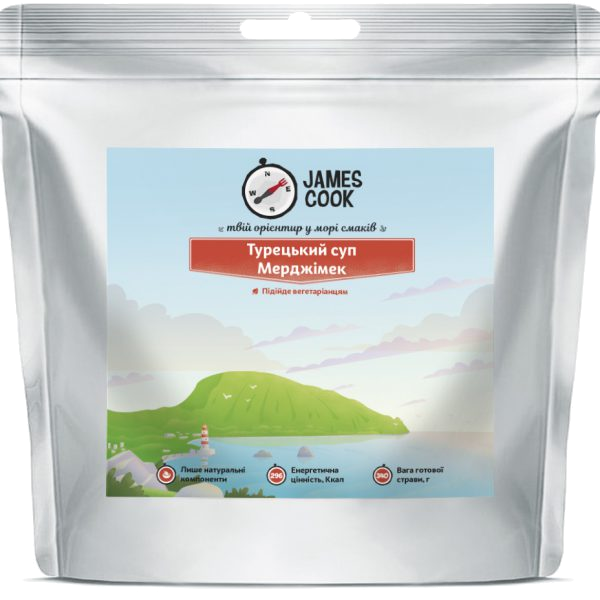 N
W E
S
JAMES
COOK
твій орієнтир у морі смаків
Турецький суп
Мерджімек
Підійде вегетаріанцям
Лише натуральні
компоненти
296
Енергетична
цінність, Ккал
340
Вага готової
страви, г